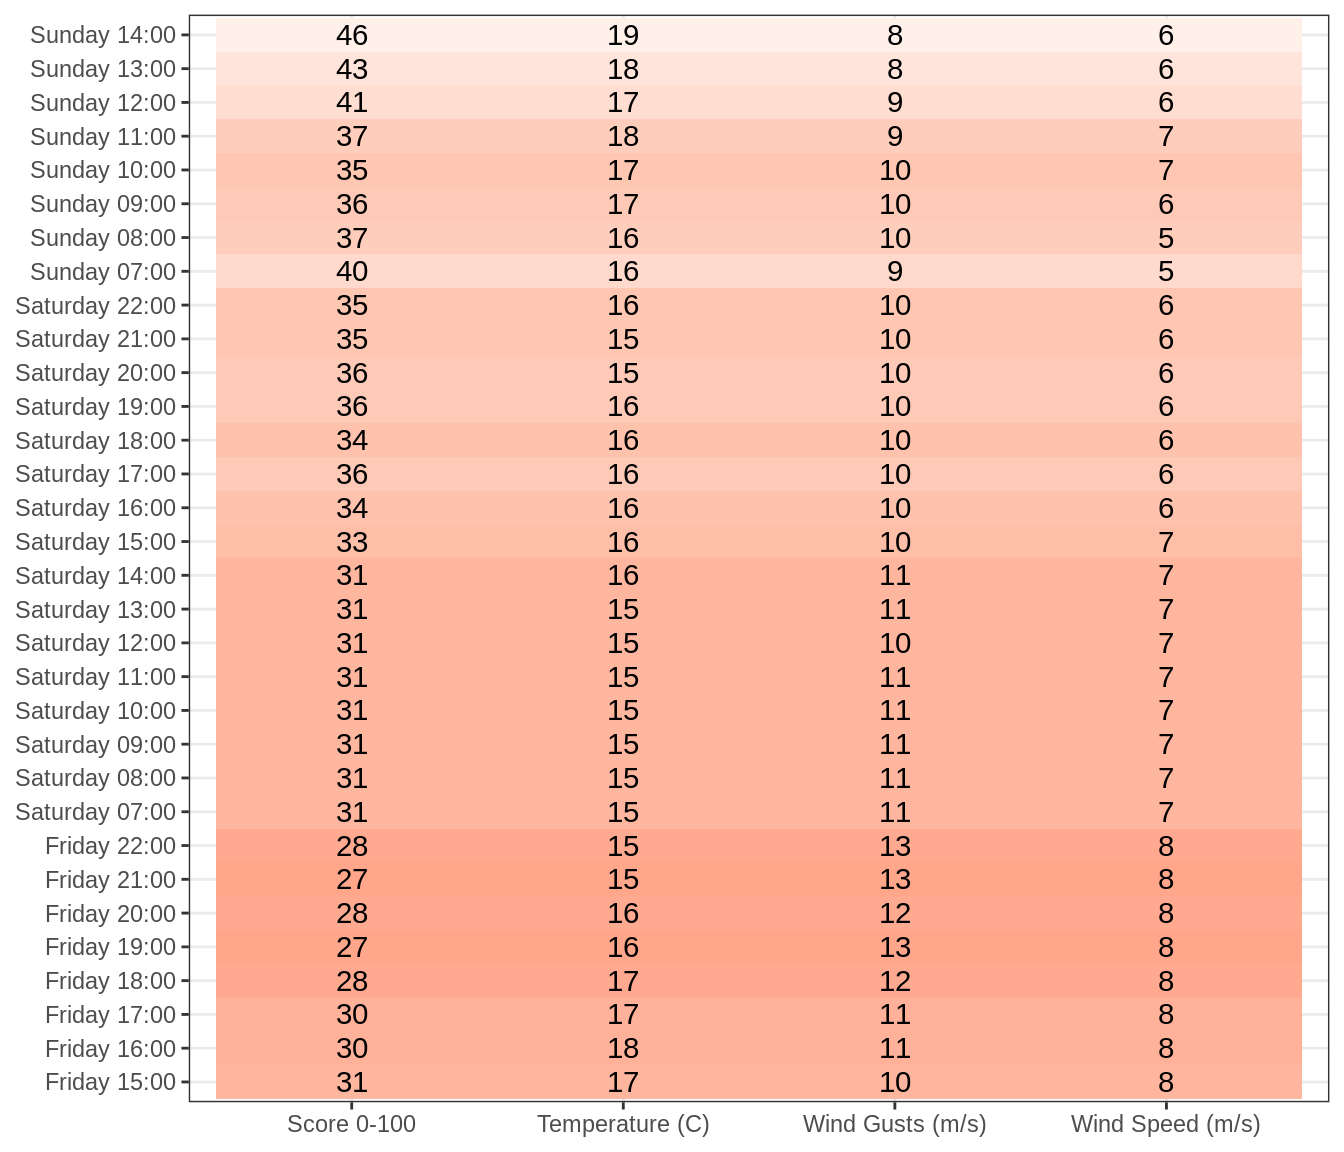 Sunday 14:00 46 19 8 6
Sunday 13:00 43 18 8 6
Sunday 12:00 41 17 9 6
Sunday 11:00 37 18 9 7
Sunday 10:00 35 17 10 7
Sunday 09:00 36 17 10 6
Sunday 08:00 37 16 10 5
Sunday 07:00 40 16 9 5
Saturday 22:00 35 16 10 6
Saturday 21:00 35 15 10 6
Saturday 20:00 36 15 10 6
Saturday 19:00 36 16 10 6
Saturday 18:00 34 16 10 6
Saturday 17:00 36 16 10 6
Saturday 16:00 34 16 10 6
Saturday 15:00 33 16 10 7
Saturday 14:00 31 16 11 7
Saturday 13:00 31 15 11 7
Saturday 12:00 31 15 10 7
Saturday 11:00 31 15 11 7
Saturday 10:00 31 15 11 7
Saturday 09:00 31 15 11 7
Saturday 08:00 31 15 11 7
Saturday 07:00 31 15 11 7
Friday 22:00 28 15 13 8
Friday 21:00 27 15 13 8
Friday 20:00 28 16 12 8
Friday 19:00 27 16 13 8
Friday 18:00 28 17 12 8
Friday 17:00 30 17 11 8
Friday 16:00 30 18 11 8
Friday 15:00 31 17 10 8
Score 0-100 Temperature (C) Wind Gusts (m/s) Wind Speed (m/s)